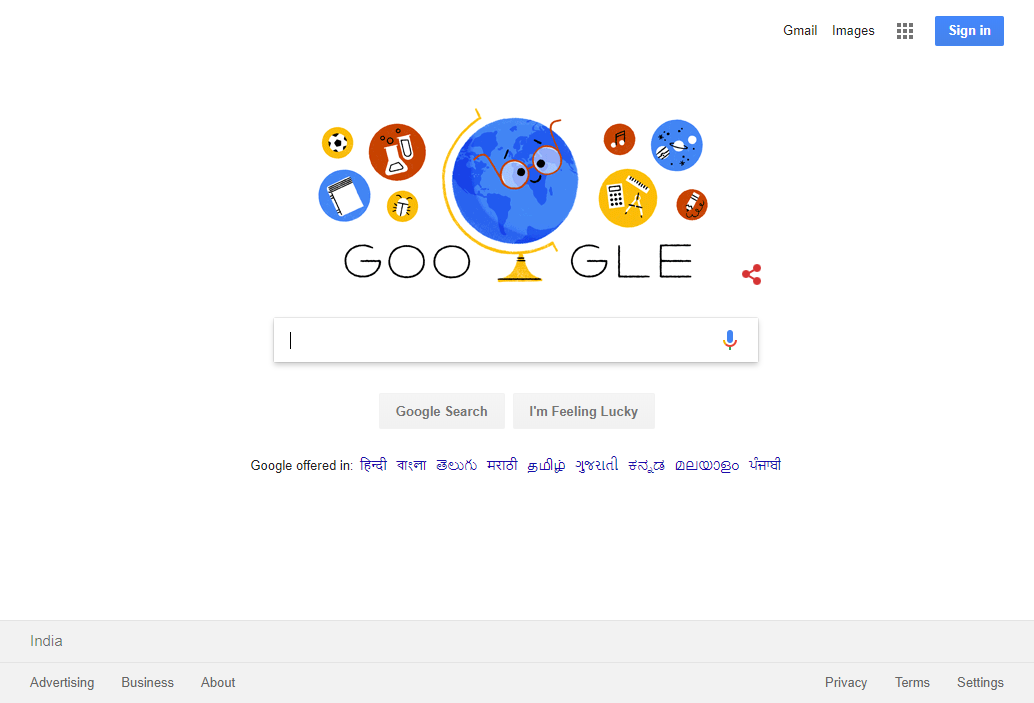 Gmail Images Sign in
GOO GLE
Google Search I'm Feeling Lucky
Google offered in: हिन्दी বাংলা తెలుగు मराठी தமிழ் ગુજરાતી ಕನ್ನಡ മലയാളം ਪੰਜਾਬੀ
India
Advertising Business About Privacy Terms Settings